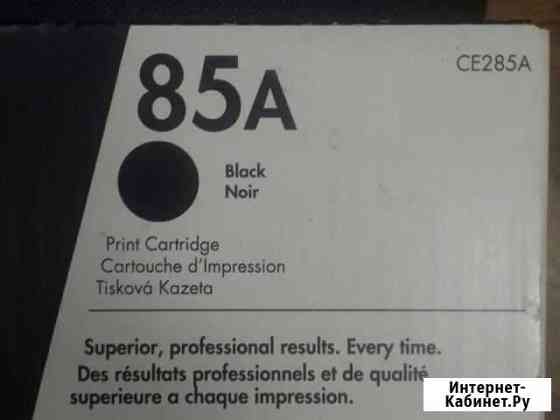 85A
CE285A
Black
Noir
Print Cartridge
Cartouche d'Impression
Tisková Kazeta
Superior, professional results. Every time.
Des résultats professionnels et de qualité
superieure a chaque impression.
Интернет-
Кабинет.Ру